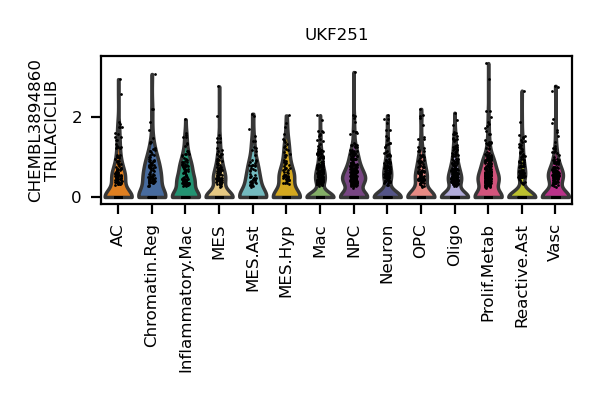 UKF251
CHEMBL3894860
TRILACICLIB
2
0
AC
Chromatin.Reg
Inflammatory.Mac
MES
MES.Ast
MES.Hyp
Mac
NPC
Neuron
OPC
Oligo
Prolif.Metab
Reactive.Ast
Vasc